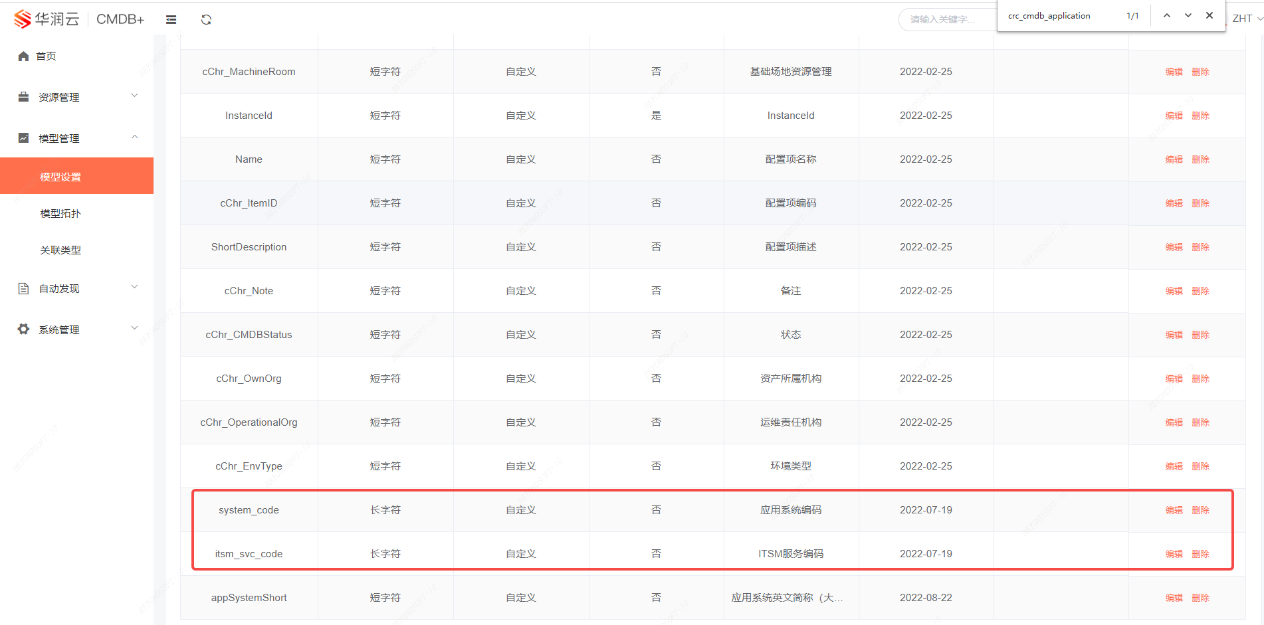 华润云 CMDB+ 请输入关键字... crc_cmdb_application 1/1 ZHT
首页
资源管理
模型管理
模型设置
模型拓扑
关联类型
自动发现
系统管理
cChr_MachineRoom 短字符 自定义 否 基础场地资源管理 2022-02-25 编辑 删除
InstanceId 短字符 自定义 是 InstanceId 2022-02-25 编辑 删除
Name 短字符 自定义 否 配置项名称 2022-02-25 编辑 删除
cChr_ItemID 短字符 自定义 否 配置项编码 2022-02-25 编辑 删除
ShortDescription 短字符 自定义 否 配置项描述 2022-02-25 编辑 删除
cChr_Note 短字符 自定义 否 备注 2022-02-25 编辑 删除
cChr_CMDBStatus 短字符 自定义 否 状态 2022-02-25 编辑 删除
cChr_OwnOrg 短字符 自定义 否 资产所属机构 2022-02-25 编辑 删除
cChr_OperationalOrg 短字符 自定义 否 运维责任机构 2022-02-25 编辑 删除
cChr_EnvType 短字符 自定义 否 环境类型 2022-02-25 编辑 删除
system_code 长字符 自定义 否 应用系统编码 2022-07-19 编辑 删除
itsm_svc_code 长字符 自定义 否 ITSM服务编码 2022-07-19 编辑 删除
appSystemShort 短字符 自定义 否 应用系统英文简称（大... 2022-08-22 编辑 删除